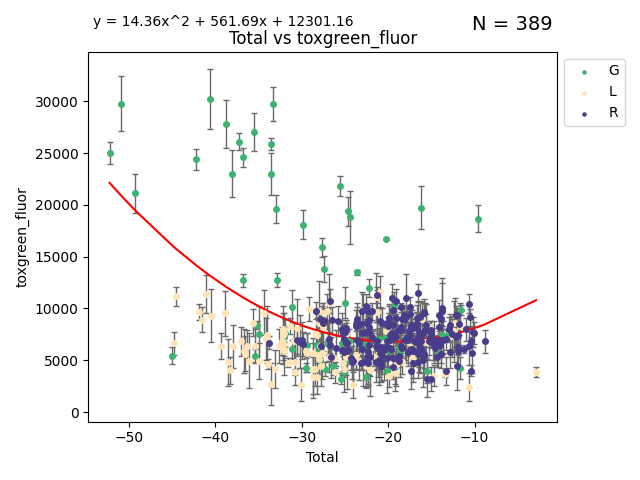 y = 14.36x^2 + 561.69x + 12301.16
N = 389
Total vs toxgreen_fluor
G
L
R
30000
25000
20000
15000
10000
5000
0
toxgreen_fluor
−50
−40
−30
−20
−10
Total